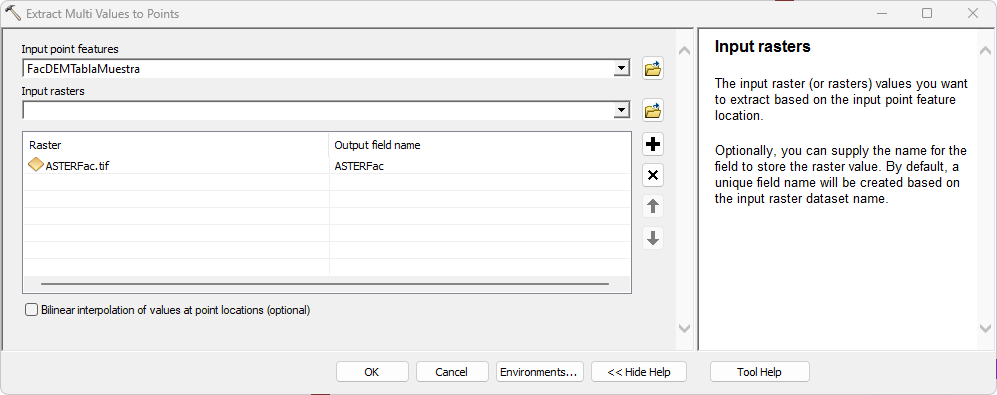 Extract Multi Values to Points
Input point features
FacDEMTablaMuestra
Input rasters
Raster
Output field name
ASTERFac.tif
ASTERFac
Bilinear interpolation of values at point locations (optional)
OK
Cancel
Environments...
<< Hide Help
Tool Help
Input rasters
The input raster (or rasters) values you want
to extract based on the input point feature
location.
Optionally, you can supply the name for the
field to store the raster value. By default, a
unique field name will be created based on
the input raster dataset name.